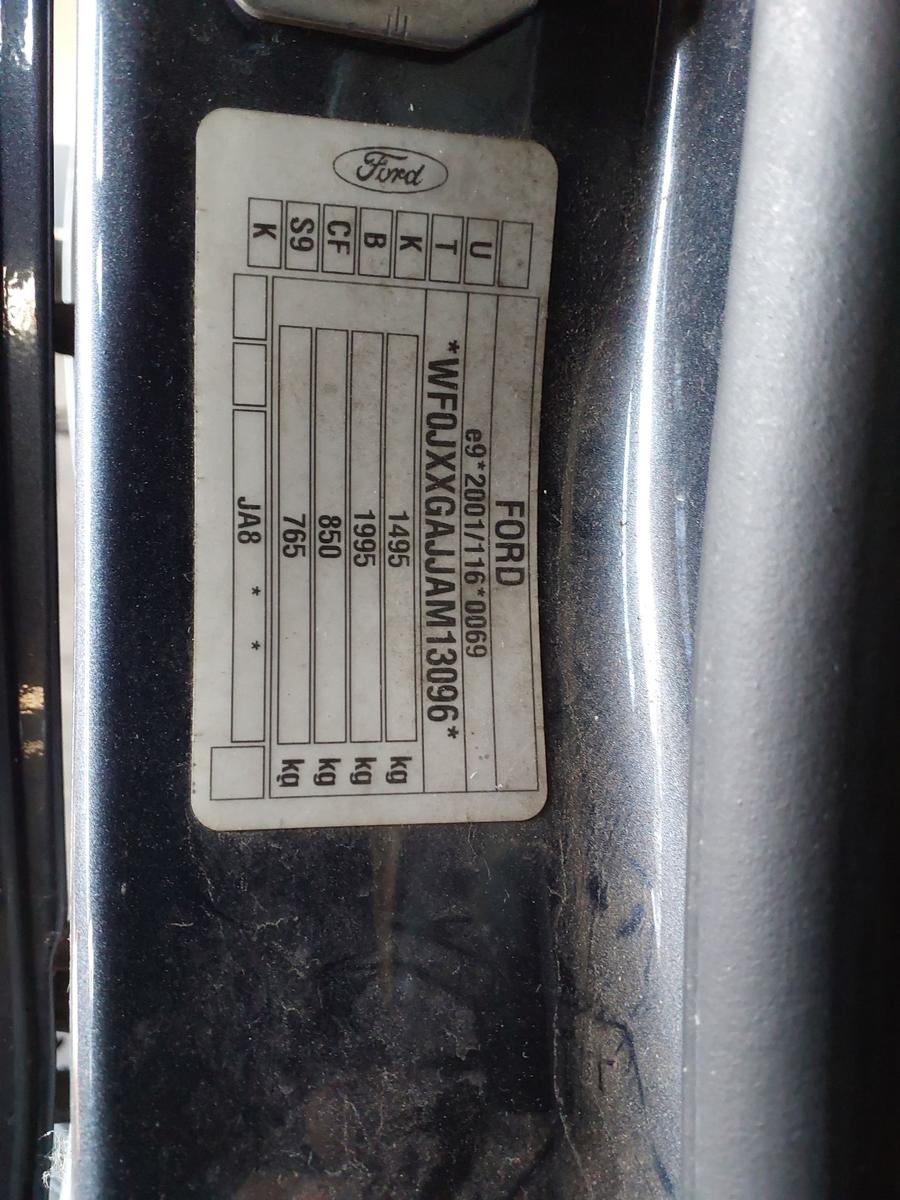 Ford
FORD
U e9*2001/116*0069
T *WF0JXXGAJJAM13096*
K 1495 kg
B 1995 kg
CF 850 kg
S9 765 kg
K JA8 * *